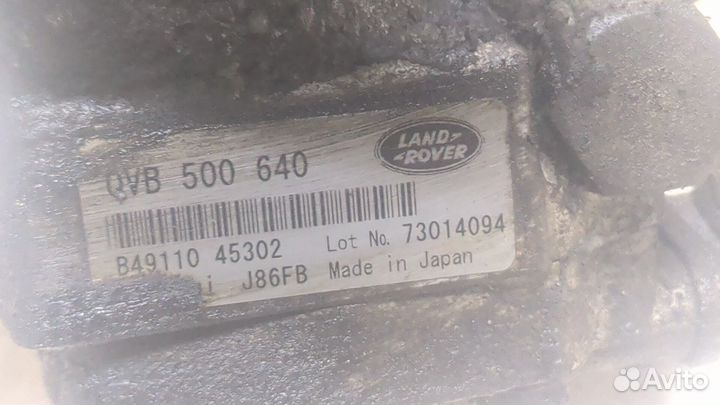 LAND-
-ROVER
QVB 500 640
B49110 45302 Lot No. 73014094
J86FB Made in Japan
Avito